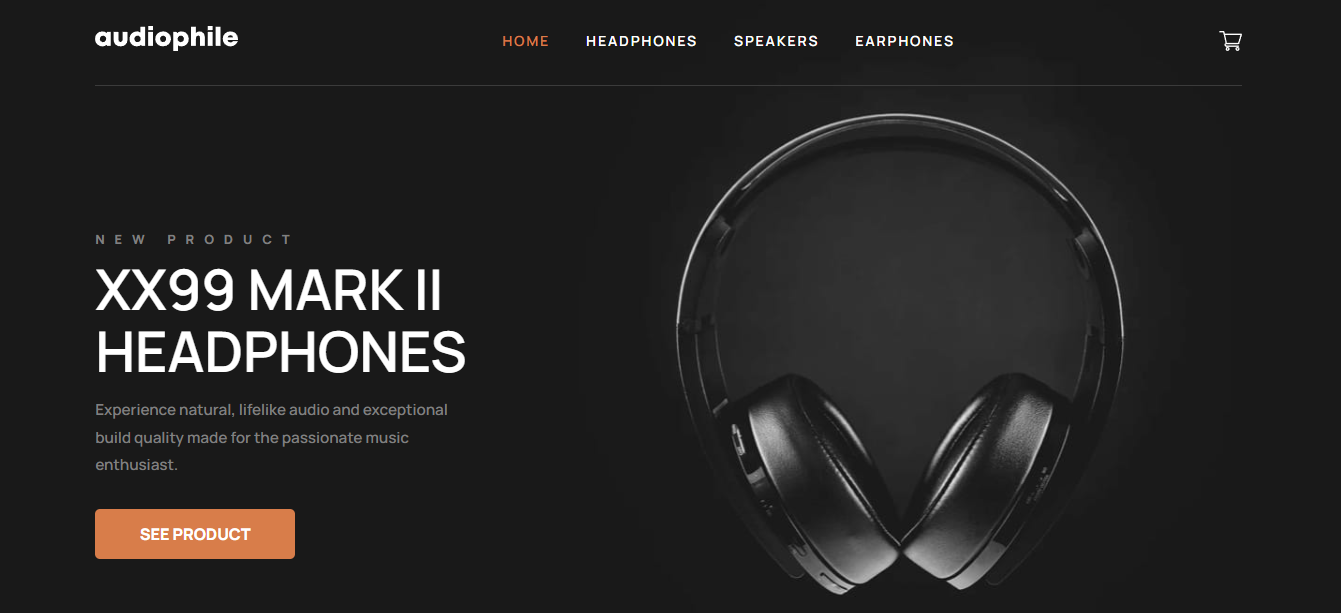 audiophile
HOME HEADPHONES SPEAKERS EARPHONES
NEW PRODUCT
XX99 MARK II
HEADPHONES
Experience natural, lifelike audio and exceptional
build quality made for the passionate music
enthusiast.
SEE PRODUCT